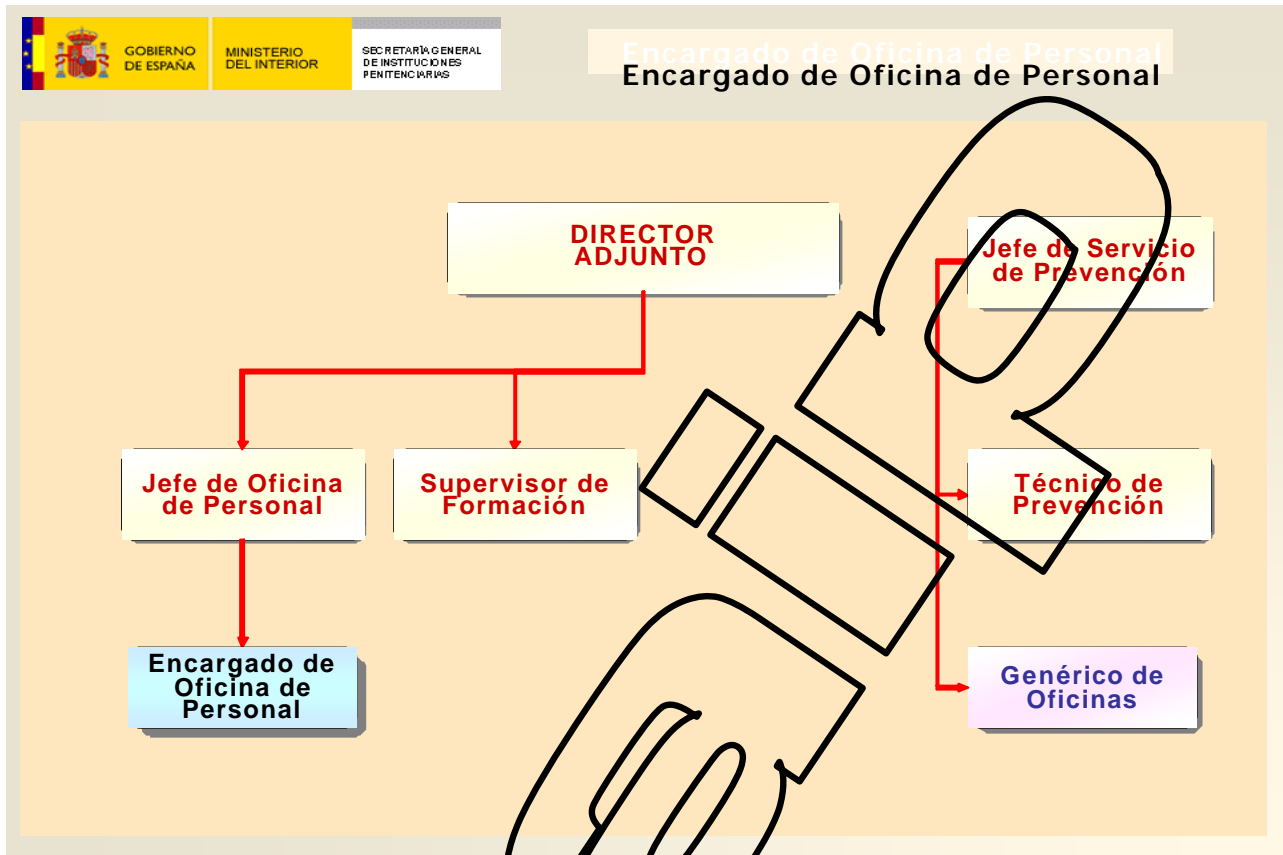 GOBIERNO
DE ESPAÑA
MINISTERIO
DEL INTERIOR
SECRETARÍA GENERAL
DE INSTITUCIONES
PENITENCIARIAS
Encargado de Oficina de Personal
Encargado de Oficina de Personal
DIRECTOR
ADJUNTO
Jefe de Servicio
de Prevención
Jefe de Oficina
de Personal
Supervisor de
Formación
Técnico de
Prevención
Encargado de
Oficina de
Personal
Genérico de
Oficinas